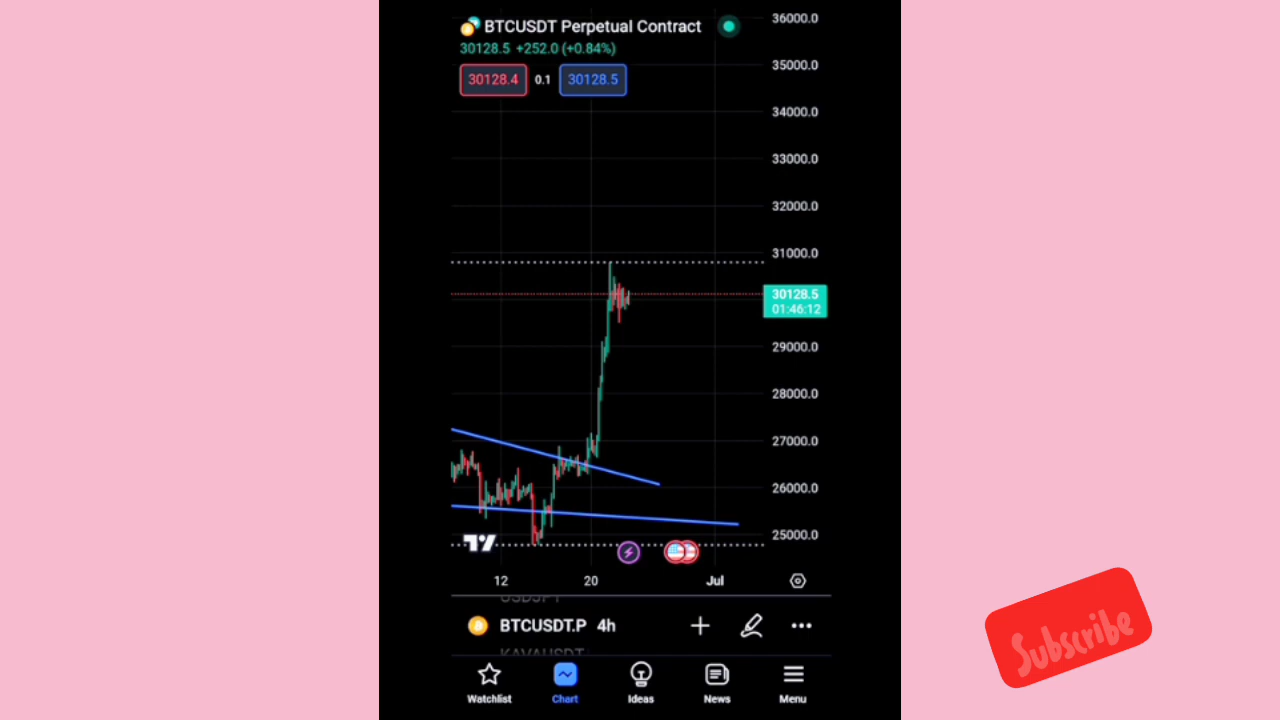 BTCUSDT Perpetual Contract
30128.5 +252.0 (+0.84%)
30128.4 0.1 30128.5
36000.0
35000.0
34000.0
33000.0
32000.0
31000.0
30128.5
01:46:12
29000.0
28000.0
27000.0
26000.0
25000.0
12 20 Jul
USDJPY
BTCUSDT.P 4h
KAVAUSDT
Watchlist Chart Ideas News Menu
Subscribe